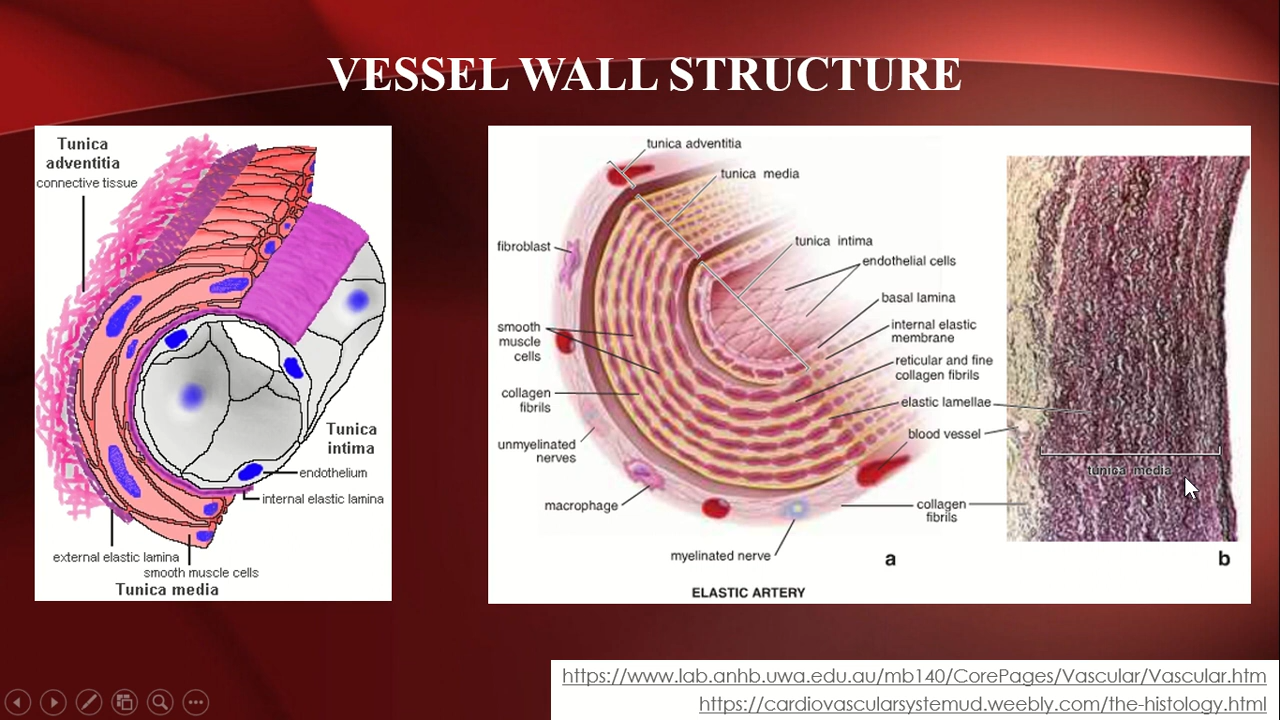 VESSEL WALL STRUCTURE
Tunica
adventitia
connective tissue
Tunica
intima
endothelium
internal elastic lamina
external elastic lamina
smooth muscle cells
Tunica media
tunica adventitia
tunica media
tunica intima
endothelial cells
basal lamina
internal elastic
membrane
reticular and fine
collagen fibrils
elastic lamellae
blood vessel
collagen
fibrils
fibroblast
smooth
muscle
cells
collagen
fibrils
unmyelinated
nerves
macrophage
myelinated nerve
a
ELASTIC ARTERY
tunica media
b
https://www.lab.anhb.uwa.edu.au/mb140/CorePages/Vascular/Vascular.htm
https://cardiovascularsystemud.weebly.com/the-histology.html